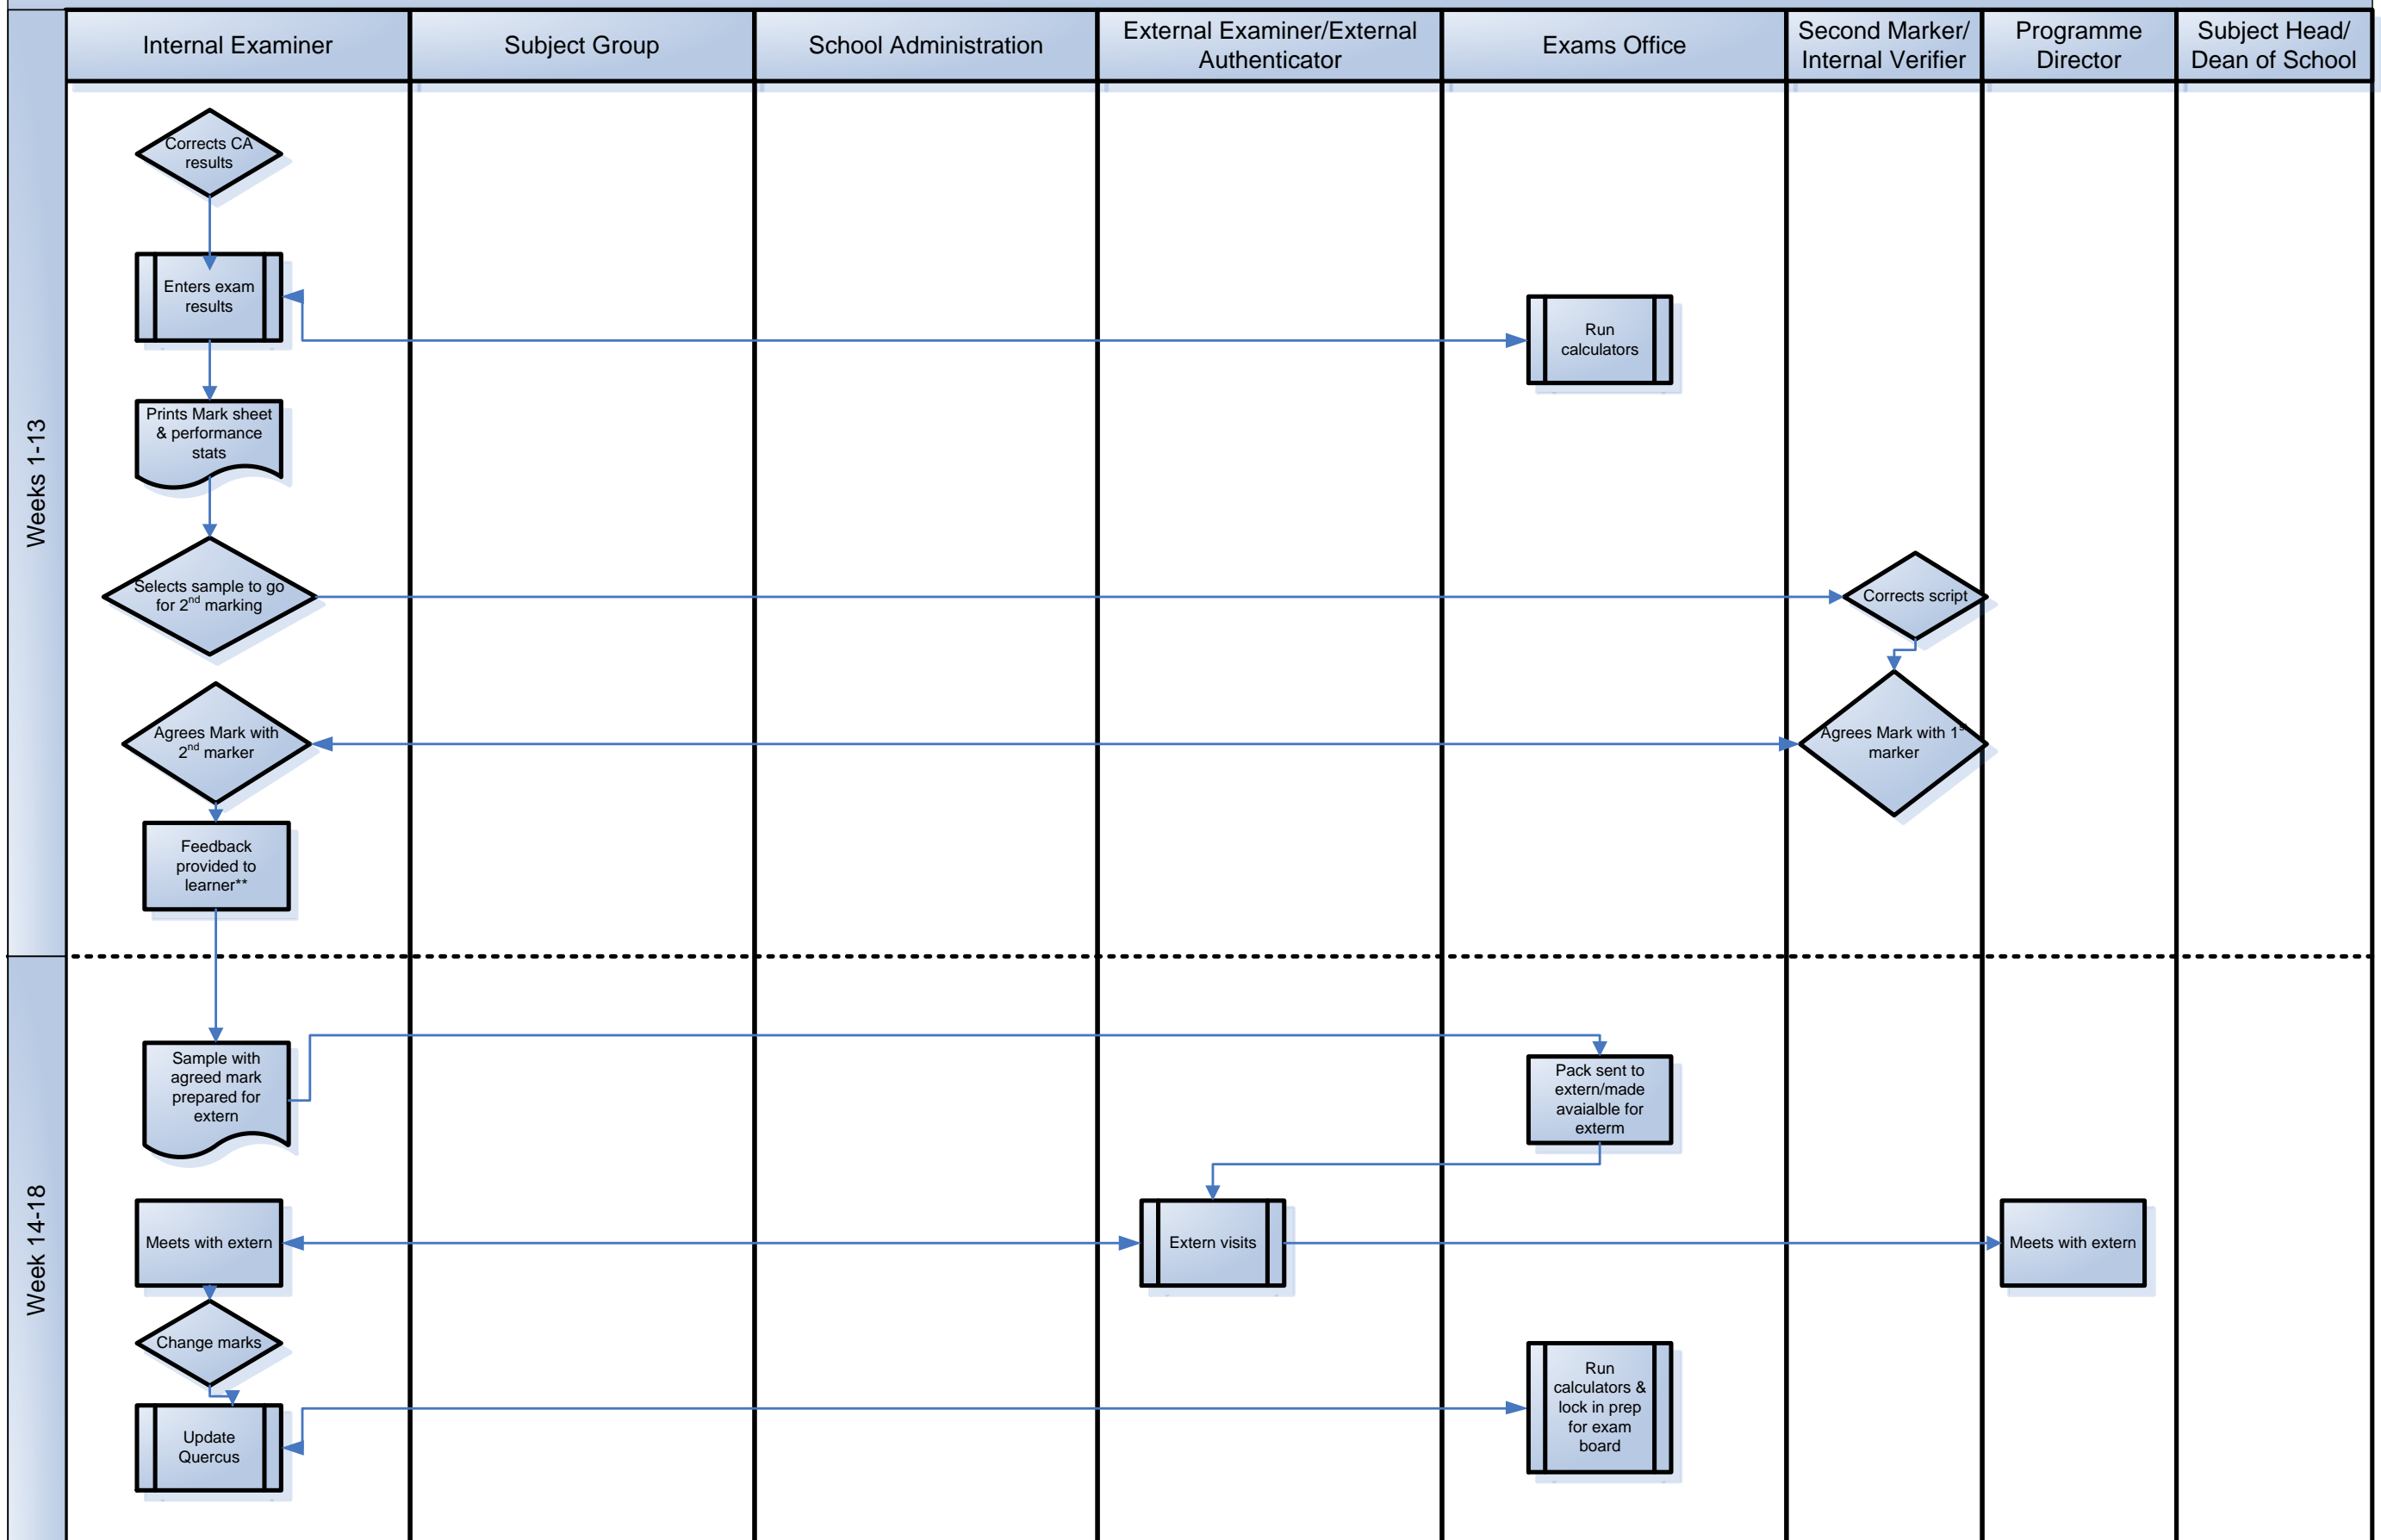 Internal Examiner
Subject Group
School Administration
External Examiner/External
Authenticator
Exams Office
Second Marker/
Internal Verifier
Programme
Director
Subject Head/
Dean of School
Weeks 1-13
Corrects CA
results
Enters exam
results
Run
calculators
Prints Mark sheet
& performance
stats
Selects sample to go
for 2nd marking
Corrects script
Agrees Mark with
2nd marker
Agrees Mark with 1st
marker
Feedback
provided to
learner**
Week 14-18
Sample with
agreed mark
prepared for
extern
Pack sent to
extern/made
avaialble for
exterm
Meets with extern
Extern visits
Meets with extern
Change marks
Update
Quercus
Run
calculators &
lock in prep
for exam
board